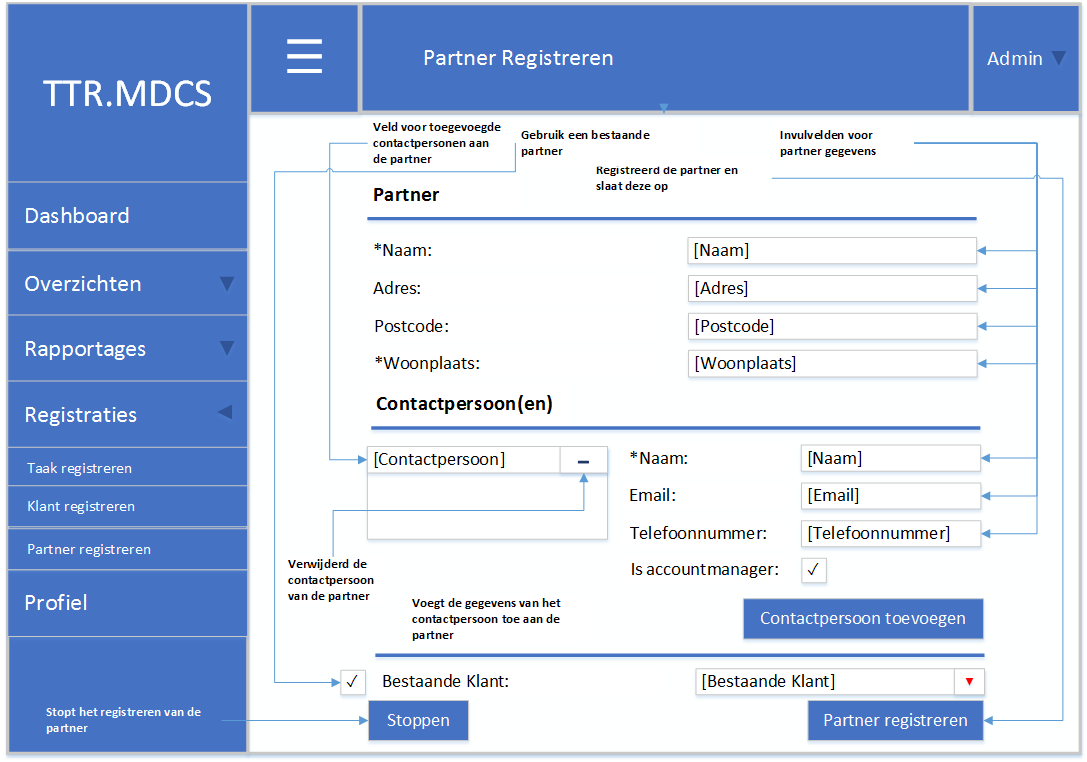 TTR.MDCS
☰
Partner Registreren
Admin ▼
Dashboard
Overzichten ▼
Rapportages ▼
Registraties ◀
Taak registreren
Klant registreren
Partner registreren
Profiel
Stopt het registreren van de
partner
Veld voor toegevoegde
contactpersonen aan
de partner
Gebruik een bestaande
partner
Registreerd de partner en
slaat deze op
Invulvelden voor
partner gegevens
Partner
*Naam: [Naam]
Adres: [Adres]
Postcode: [Postcode]
*Woonplaats: [Woonplaats]
Contactpersoon(en)
[Contactpersoon] –
*Naam: [Naam]
Email: [Email]
Telefoonnummer: [Telefoonnummer]
Is accountmanager: ✓
Verwijderd de
contactpersoon
van de partner
Voegt de gegevens van het
contactpersoon toe aan de
partner
Contactpersoon toevoegen
✓ Bestaande Klant: [Bestaande Klant] ▼
Stoppen
Partner registreren